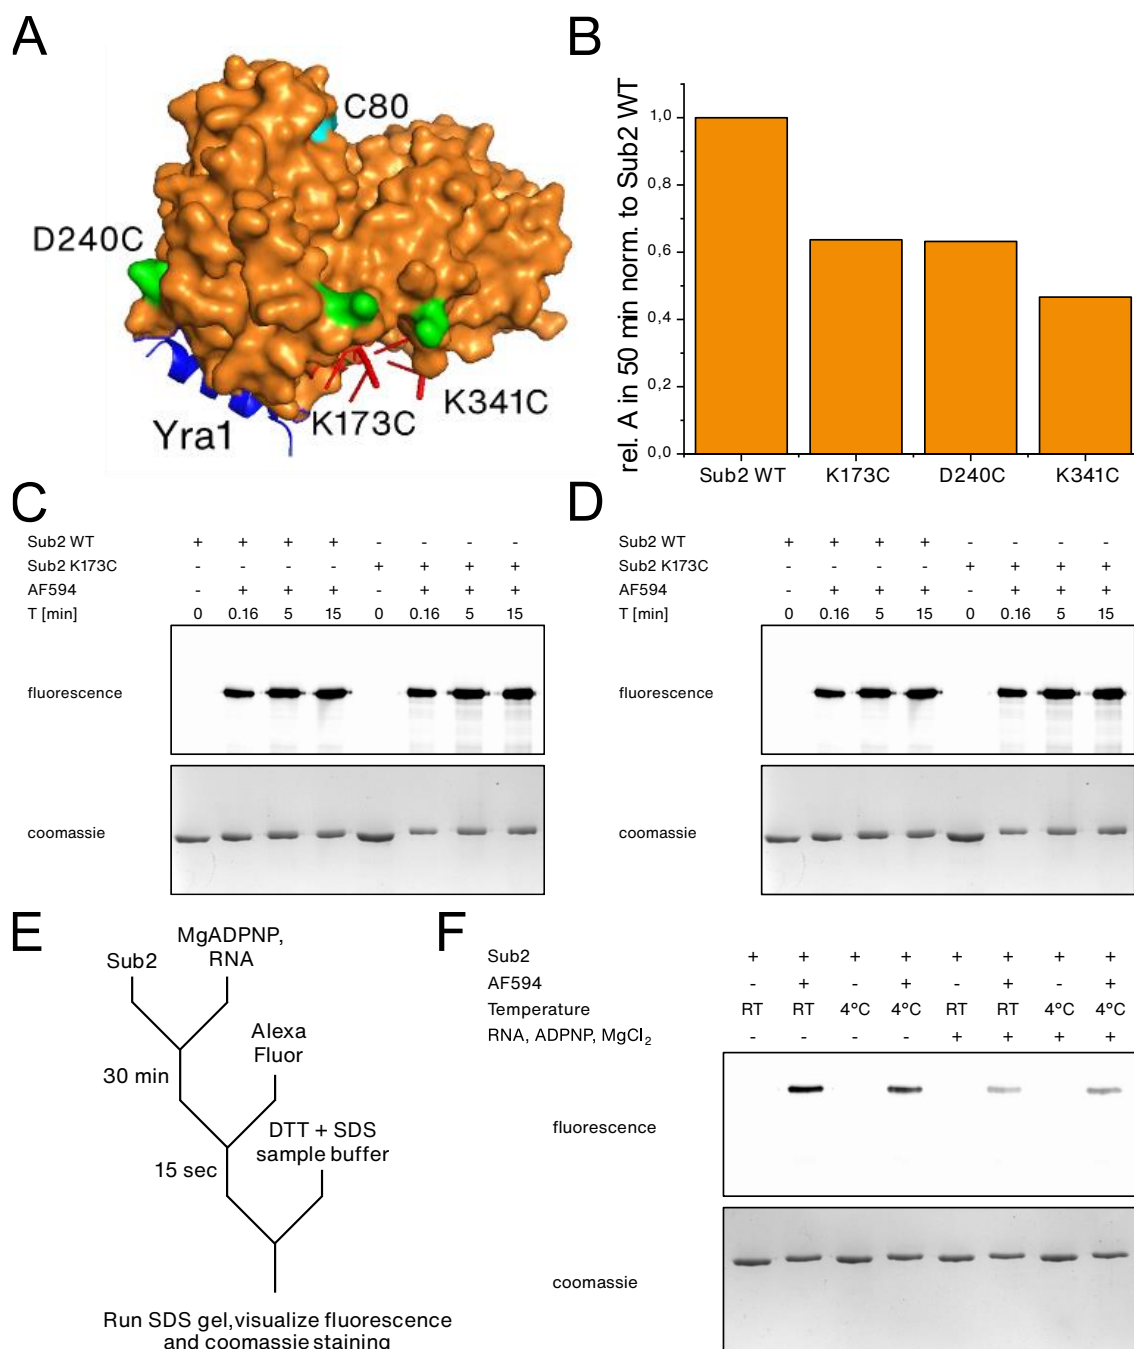 A
C80
D240C
K173C
K341C
Yra1
B
rel. A in 50 min norm. to Sub2 WT
1,0
0,8
0,6
0,4
0,2
0,0
Sub2 WT K173C D240C K341C
C
Sub2 WT + + + + - - - -
Sub2 K173C - - - - + + + +
AF594 - + + + - + + +
T [min] 0 0.16 5 15 0 0.16 5 15
fluorescence
coomassie
D
Sub2 WT + + + + - - - -
Sub2 K173C - - - - + + + +
AF594 - + + + - + + +
T [min] 0 0.16 5 15 0 0.16 5 15
fluorescence
coomassie
E
Sub2
MgADPNP,
RNA
30 min
Alexa
Fluor
15 sec
DTT + SDS
sample buffer
Run SDS gel, visualize fluorescence
and coomassie staining
F
Sub2 + + + + + + + +
AF594 - + - + - + - +
Temperature RT RT 4°C 4°C RT RT 4°C 4°C
RNA, ADPNP, MgCl₂ - - - - + + + +
fluorescence
coomassie